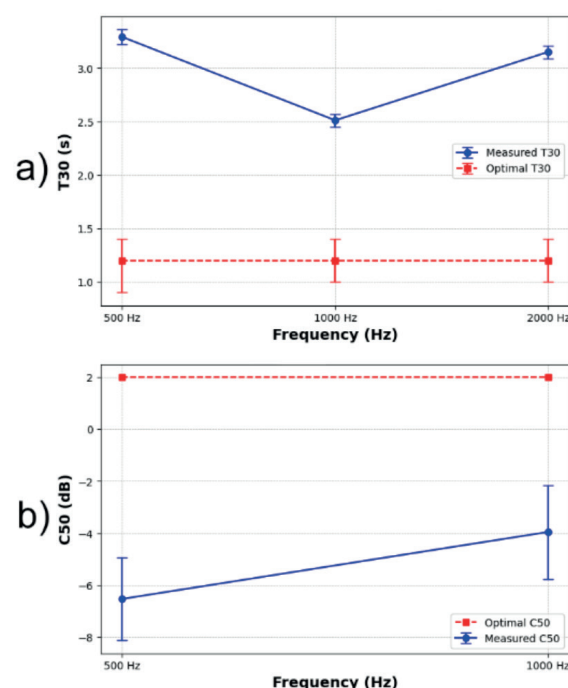 a)
T30 (s)
3.0
2.5
2.0
1.5
1.0
Measured T30
Optimal T30
500 Hz
1000 Hz
2000 Hz
Frequency (Hz)
b)
C50 (dB)
2
0
−2
−4
−6
−8
Optimal C50
Measured C50
500 Hz
1000 Hz
Frequency (Hz)